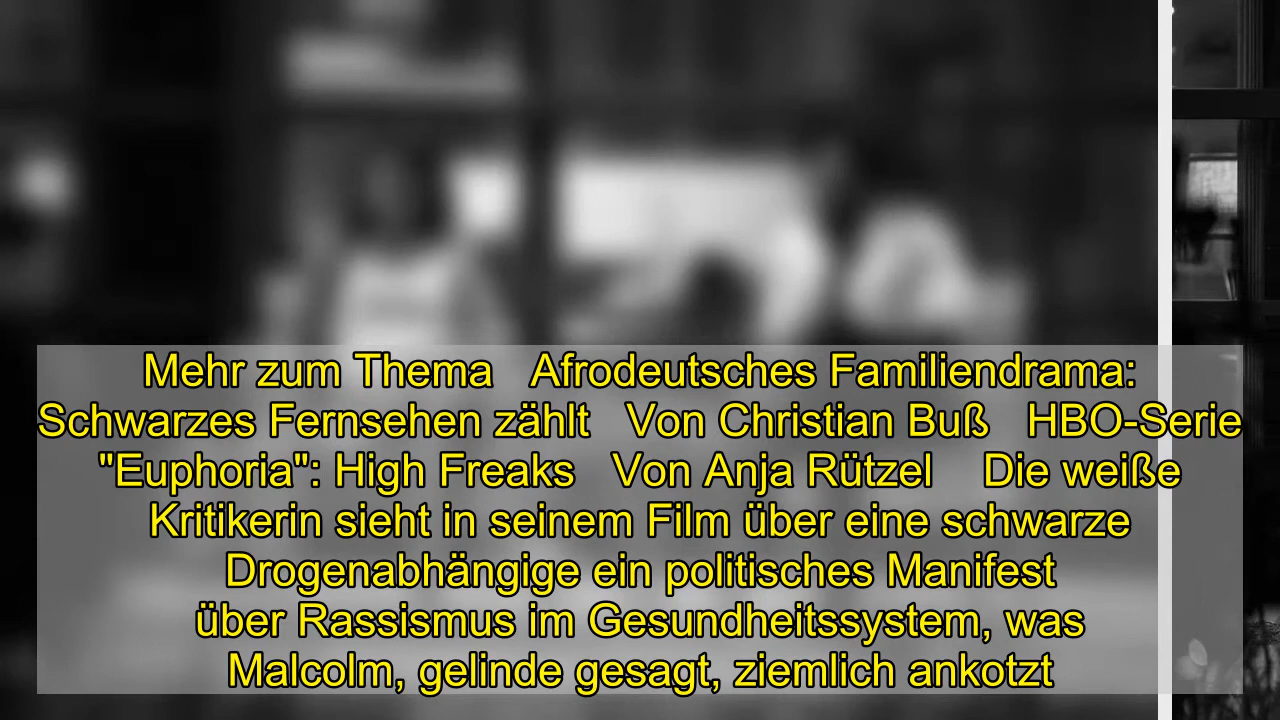 Mehr zum Thema Afrodeutsches Familiendrama:
Schwarzes Fernsehen zählt Von Christian Buß HBO-Serie
"Euphoria": High Freaks Von Anja Rützel Die weiße
Kritikerin sieht in seinem Film über eine schwarze
Drogenabhängige ein politisches Manifest
über Rassismus im Gesundheitssystem, was
Malcolm, gelinde gesagt, ziemlich ankotzt